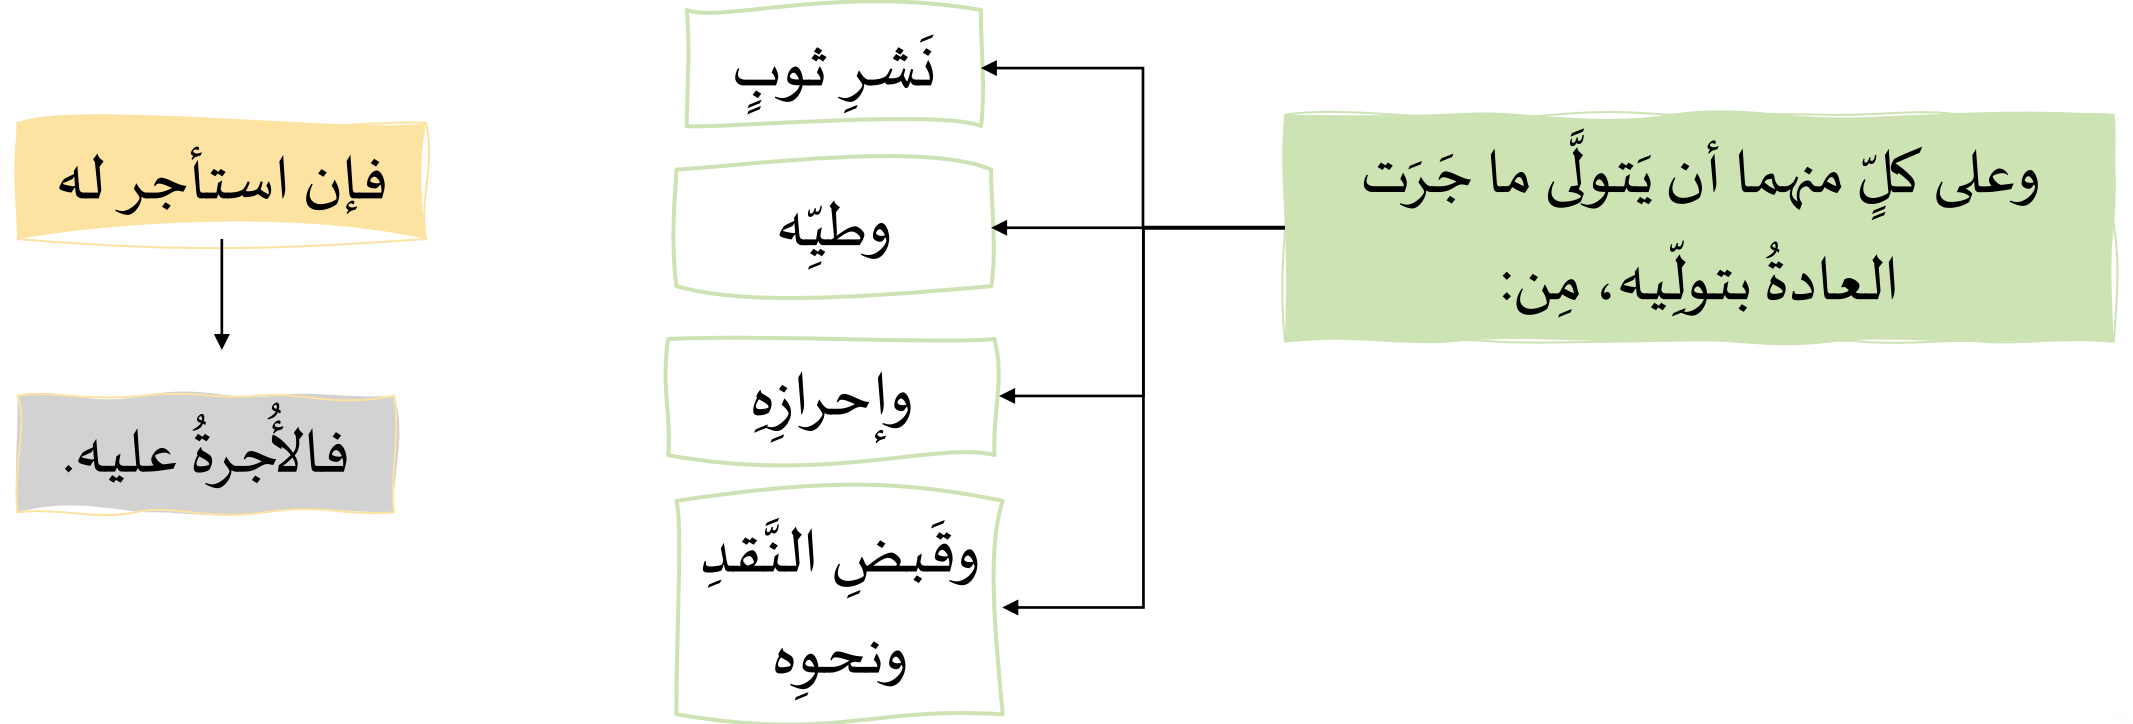 وعلى كلٍّ منهما أن يَتولَّى ما جَرَت
العادةُ بتولِّيه، مِن:
نَشرِ ثوبٍ
وطيِّه
وإحرازِهِ
وقَبضِ النَّقدِ
ونحوِه
فإن استأجر له
فالأُجرةُ عليه.